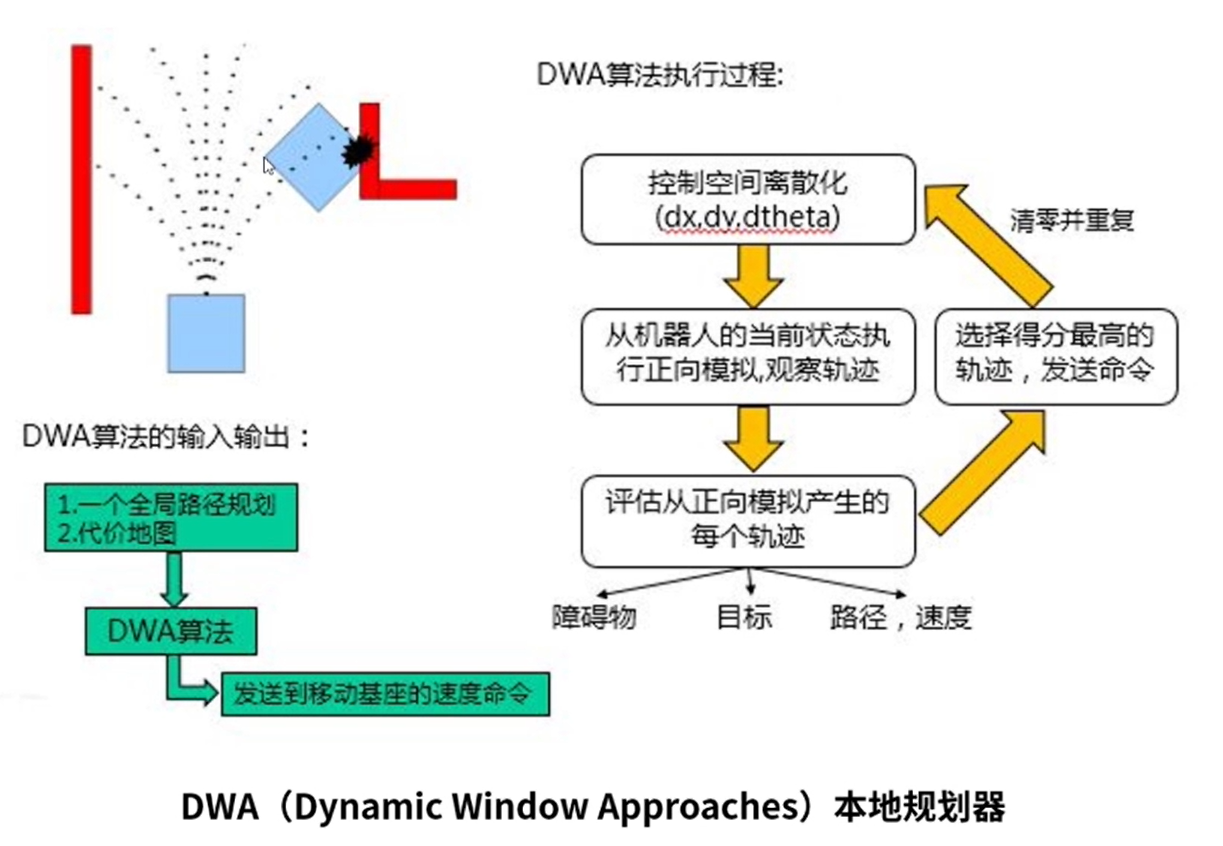 DWA算法执行过程:
控制空间离散化
(dx,dv.dtheta)
清零并重复
从机器人的当前状态执
行正向模拟,观察轨迹
选择得分最高的
轨迹，发送命令
评估从正向模拟产生的
每个轨迹
障碍物
目标
路径，速度
DWA算法的输入输出：
1.一个全局路径规划
2.代价地图
DWA算法
发送到移动基座的速度命令
DWA（Dynamic Window Approaches）本地规划器